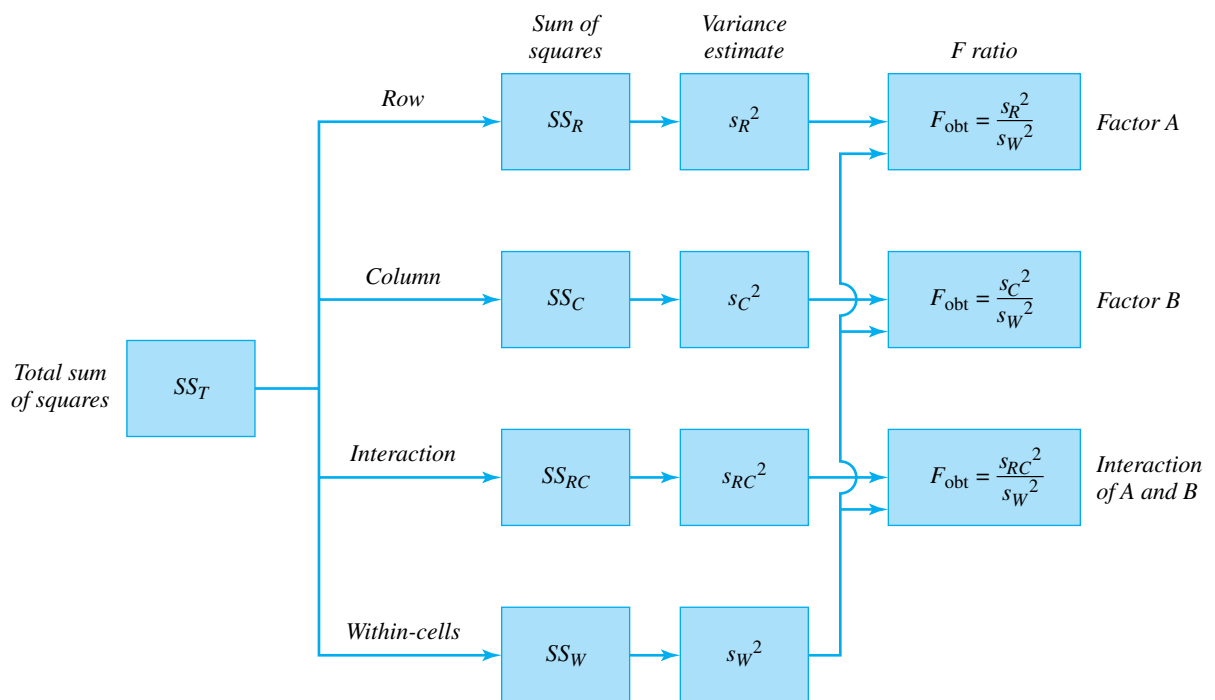 Sum of
squares
Variance
estimate
F ratio
Row
SS_R
s_R^2
F_obt = s_R^2 / s_W^2
Factor A
Column
SS_C
s_C^2
F_obt = s_C^2 / s_W^2
Factor B
Total sum
of squares
SS_T
Interaction
SS_RC
s_RC^2
F_obt = s_RC^2 / s_W^2
Interaction
of A and B
Within-cells
SS_W
s_W^2